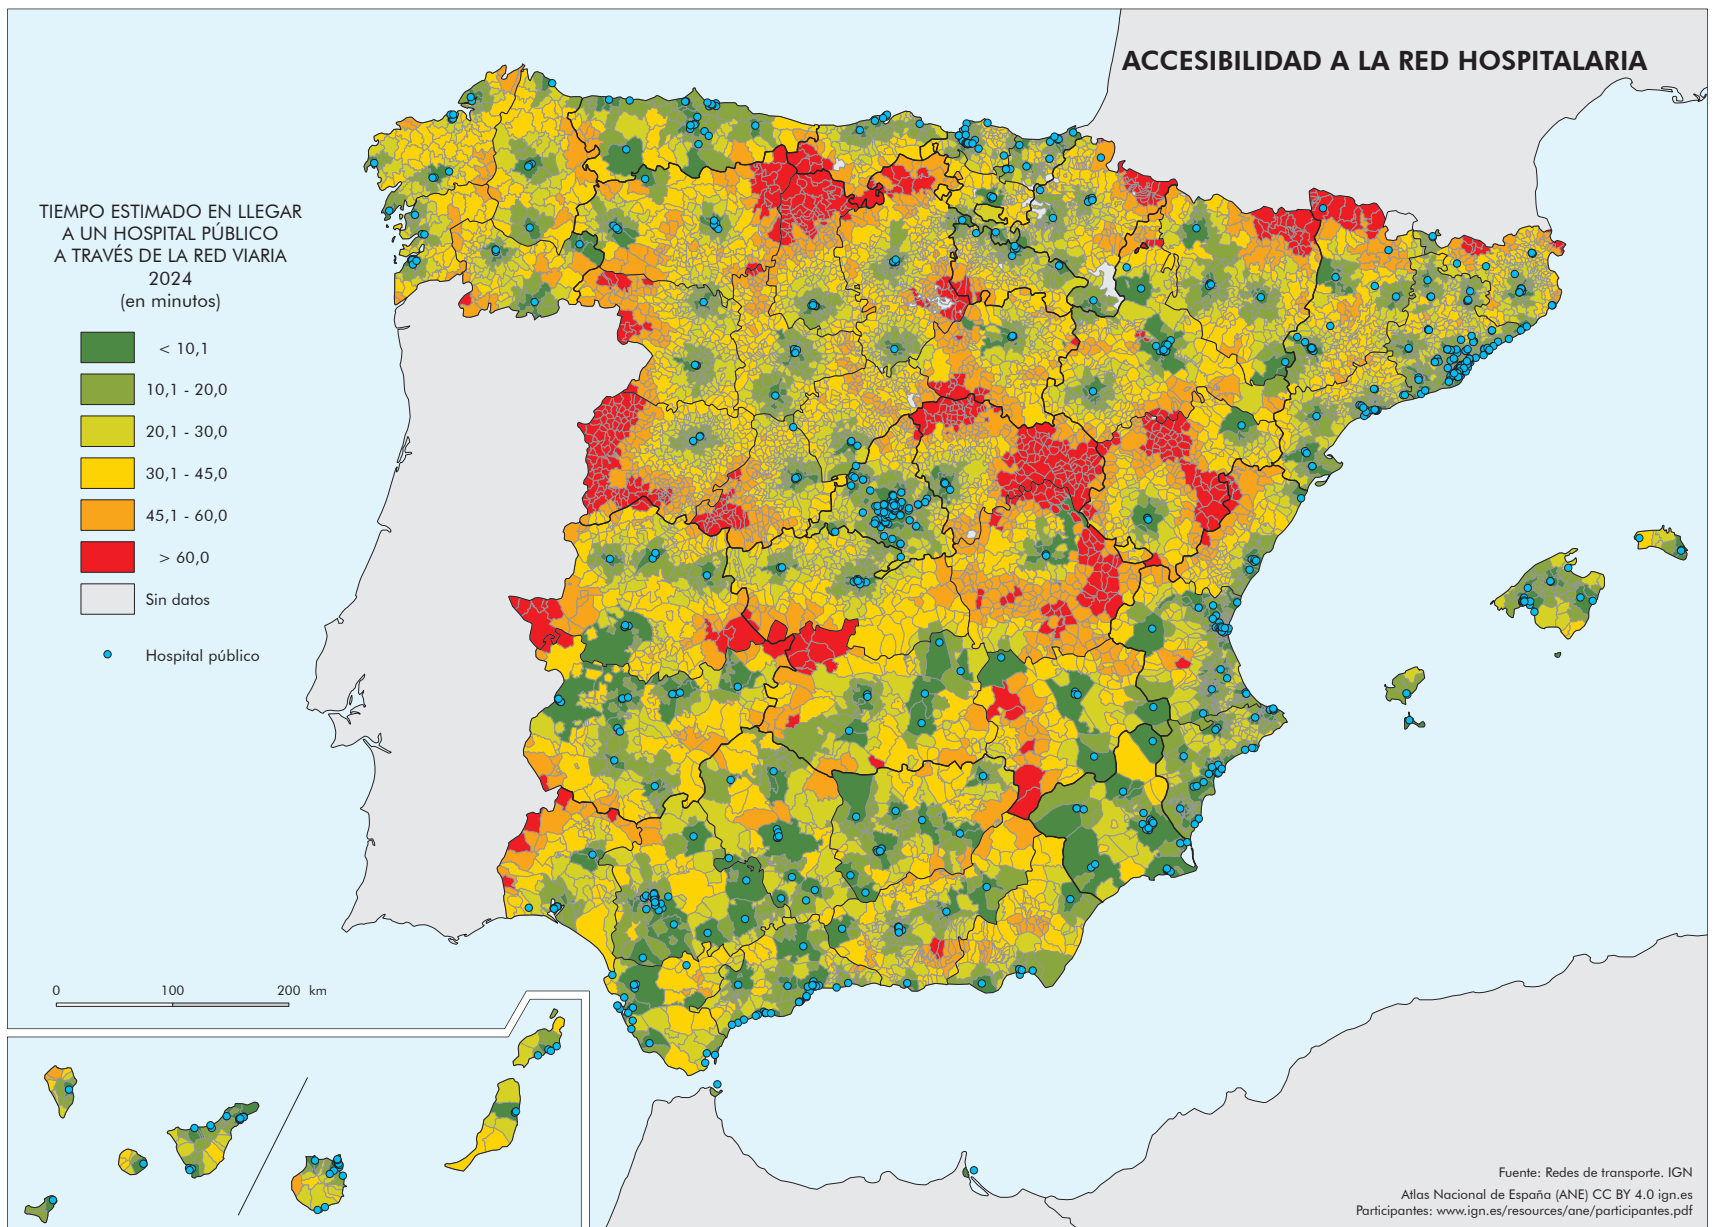 ACCESIBILIDAD A LA RED HOSPITALARIA
TIEMPO ESTIMADO EN LLEGAR
A UN HOSPITAL PÚBLICO
A TRAVÉS DE LA RED VIARIA
2024
(en minutos)
< 10,1
10,1 - 20,0
20,1 - 30,0
30,1 - 45,0
45,1 - 60,0
> 60,0
Sin datos
Hospital público
0 100 200 km
Fuente: Redes de transporte. IGN
Atlas Nacional de España (ANE) CC BY 4.0 ign.es
Participantes: www.ign.es/resources/ane/participantes.pdf